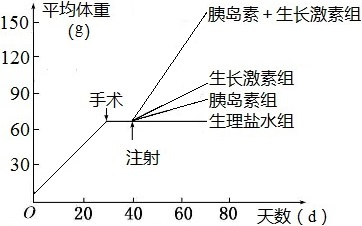 平均体重
(g)
150
120
90
60
30
O
20
40
60
80
天数(d)
手术
注射
胰岛素+生长激素组
生长激素组
胰岛素组
生理盐水组